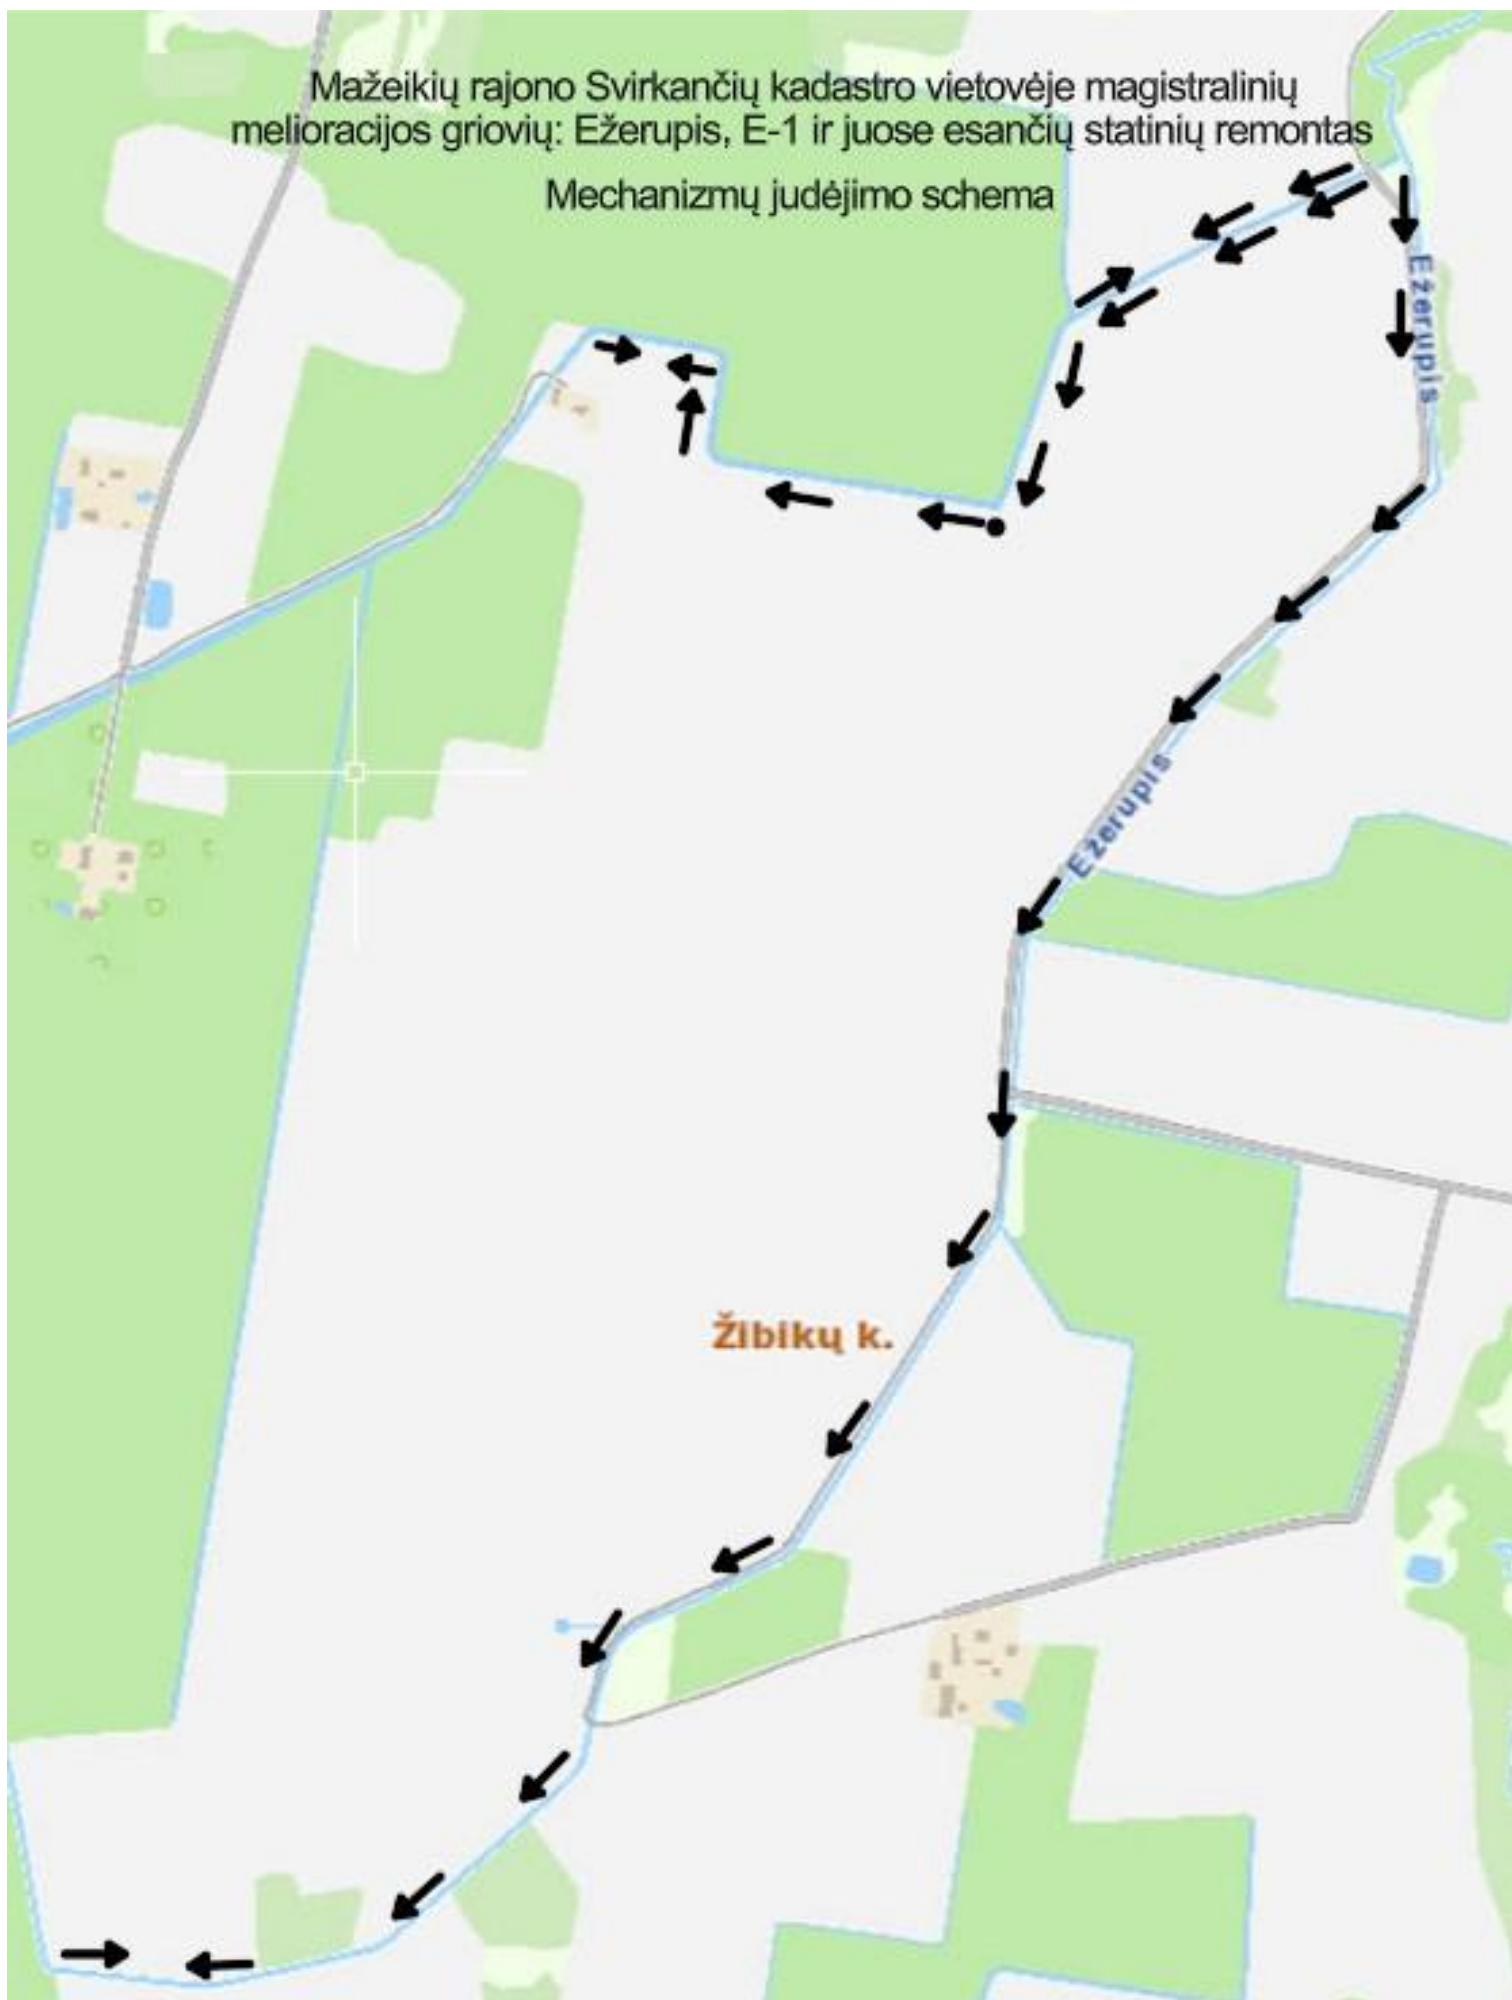 Mažeikių rajono Svirkančių kadastro vietovėje magistralinių
melioracijos griovių: Ežerupis, E-1 ir juose esančių statinių remontas
Mechanizmų judėjimo schema
Ežerupis
Ežerupis
Žibikų k.